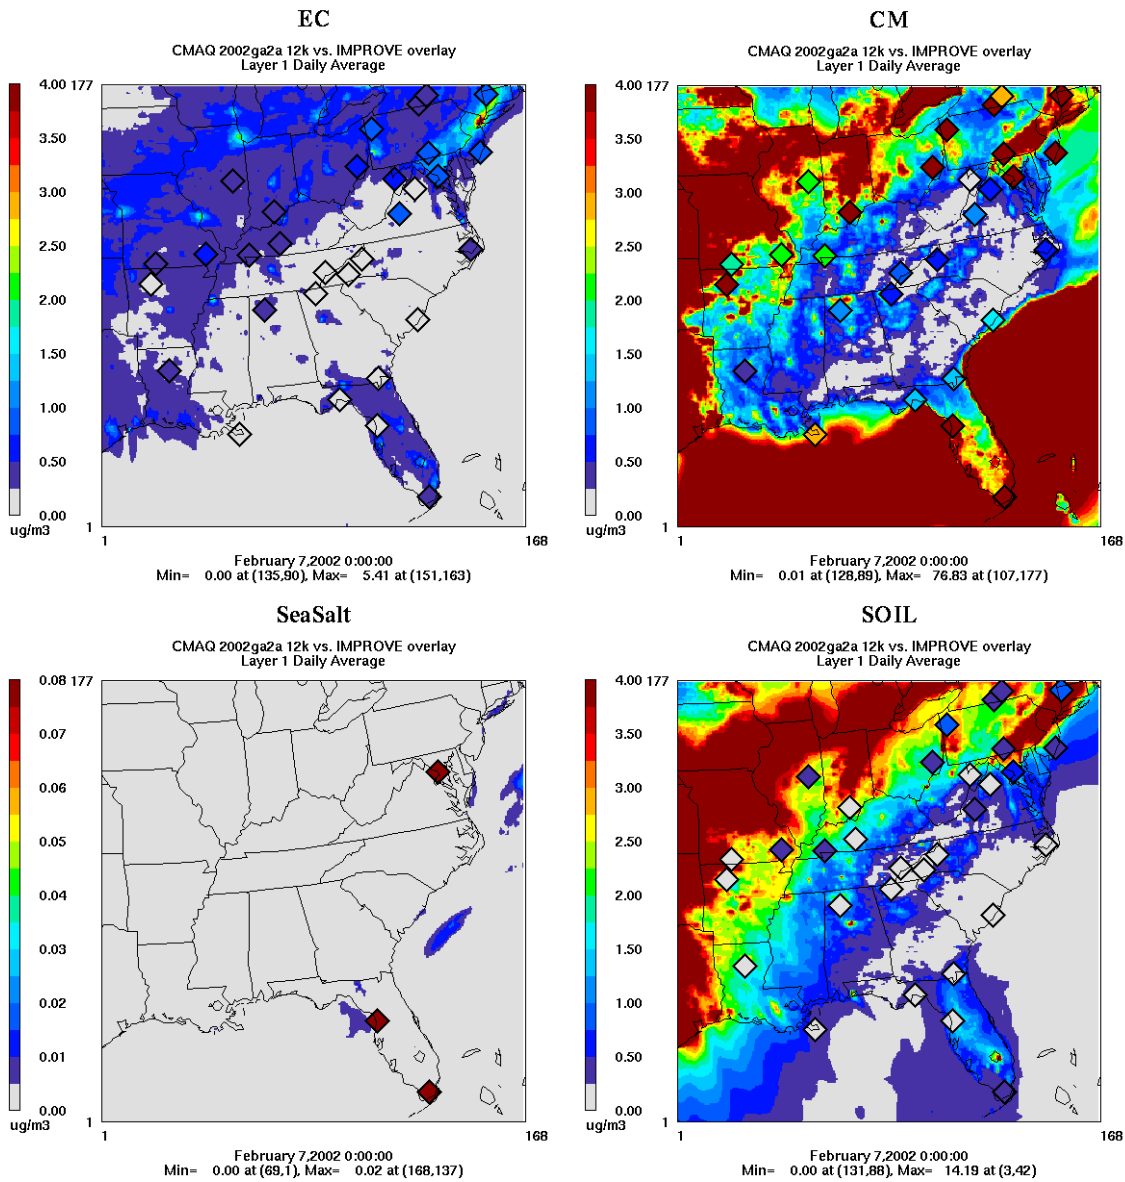 EC
CMAQ 2002ga2a 12k vs. IMPROVE overlay
Layer 1 Daily Average
4.00
3.50
3.00
2.50
2.00
1.50
1.00
0.50
0.00
ug/m3
177
1
1
168
February 7,2002 0:00:00
Min= 0.00 at (135,90), Max= 5.41 at (151,163)
CM
CMAQ 2002ga2a 12k vs. IMPROVE overlay
Layer 1 Daily Average
4.00
3.50
3.00
2.50
2.00
1.50
1.00
0.50
0.00
ug/m3
177
1
1
168
February 7,2002 0:00:00
Min= 0.01 at (128,89), Max= 76.83 at (107,177)
SeaSalt
CMAQ 2002ga2a 12k vs. IMPROVE overlay
Layer 1 Daily Average
0.08
0.07
0.06
0.05
0.04
0.03
0.02
0.01
0.00
ug/m3
177
1
1
168
February 7,2002 0:00:00
Min= 0.00 at (69,1), Max= 0.02 at (168,137)
SOIL
CMAQ 2002ga2a 12k vs. IMPROVE overlay
Layer 1 Daily Average
4.00
3.50
3.00
2.50
2.00
1.50
1.00
0.50
0.00
ug/m3
177
1
1
168
February 7,2002 0:00:00
Min= 0.00 at (131,88), Max= 14.19 at (3,42)